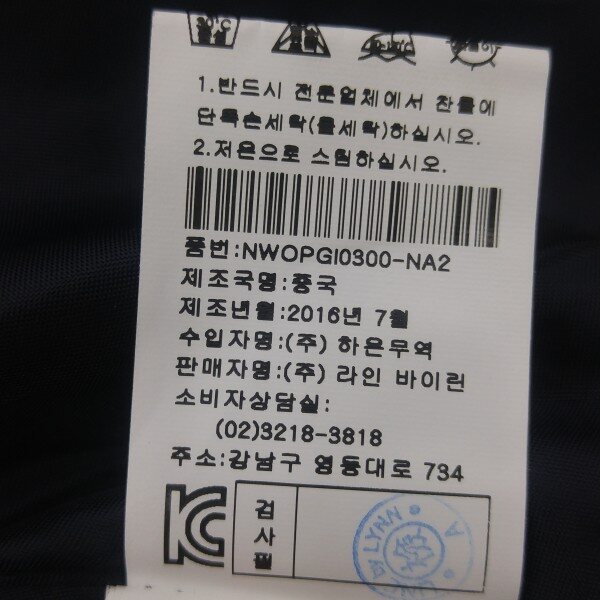 30°C
1.반드시 전문업체에서 찬물에
단독손세탁(물세탁)하십시오.
2.저온으로 스팀하십시오.
품번:NWOPGI0300-NA2
제조국명:중국
제조년월:2016년 7월
수입자명:(주) 하은무역
판매자명:(주) 라인 바이린
소비자상담실:
(02)3218-3818
주소:강남구 영동대로 734
검사필
LYNN